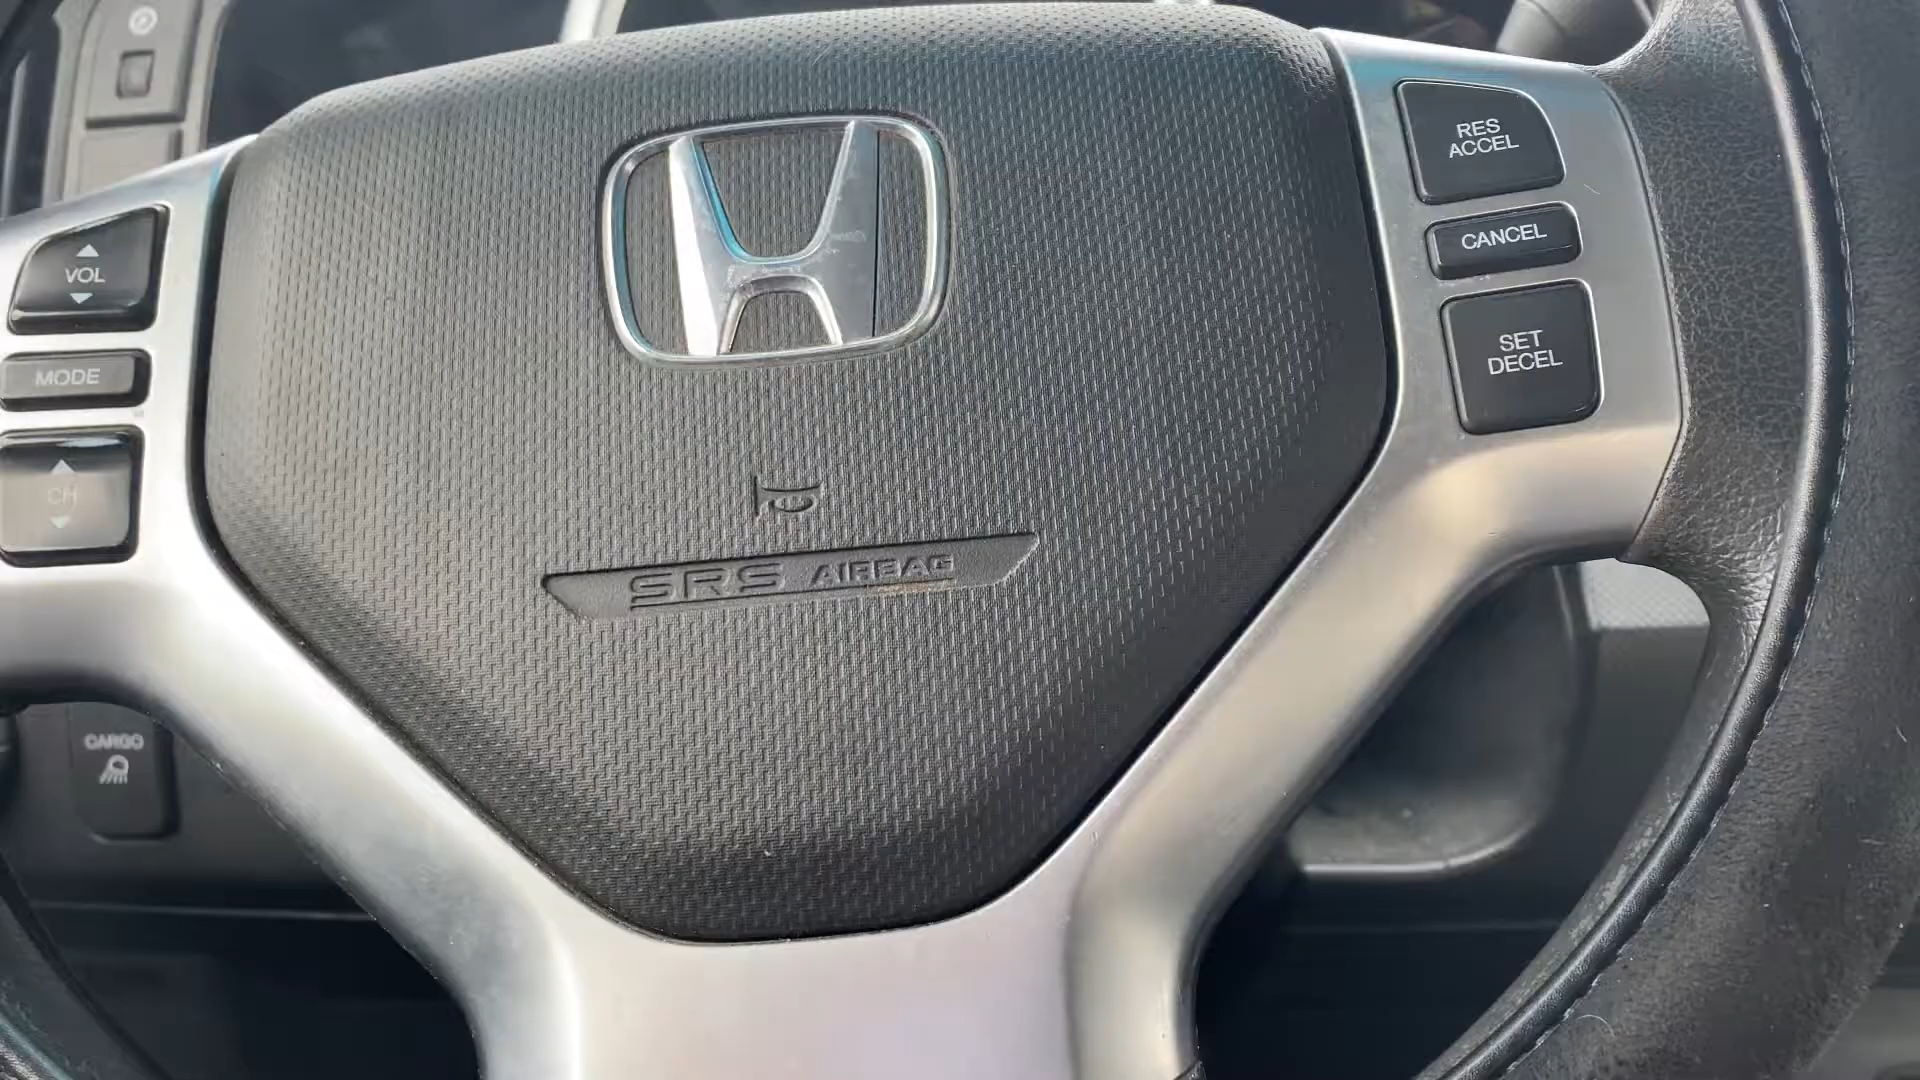 VOL
MODE
CH
RES
ACCEL
CANCEL
SET
DECEL
SRS AIRBAG
CARGO